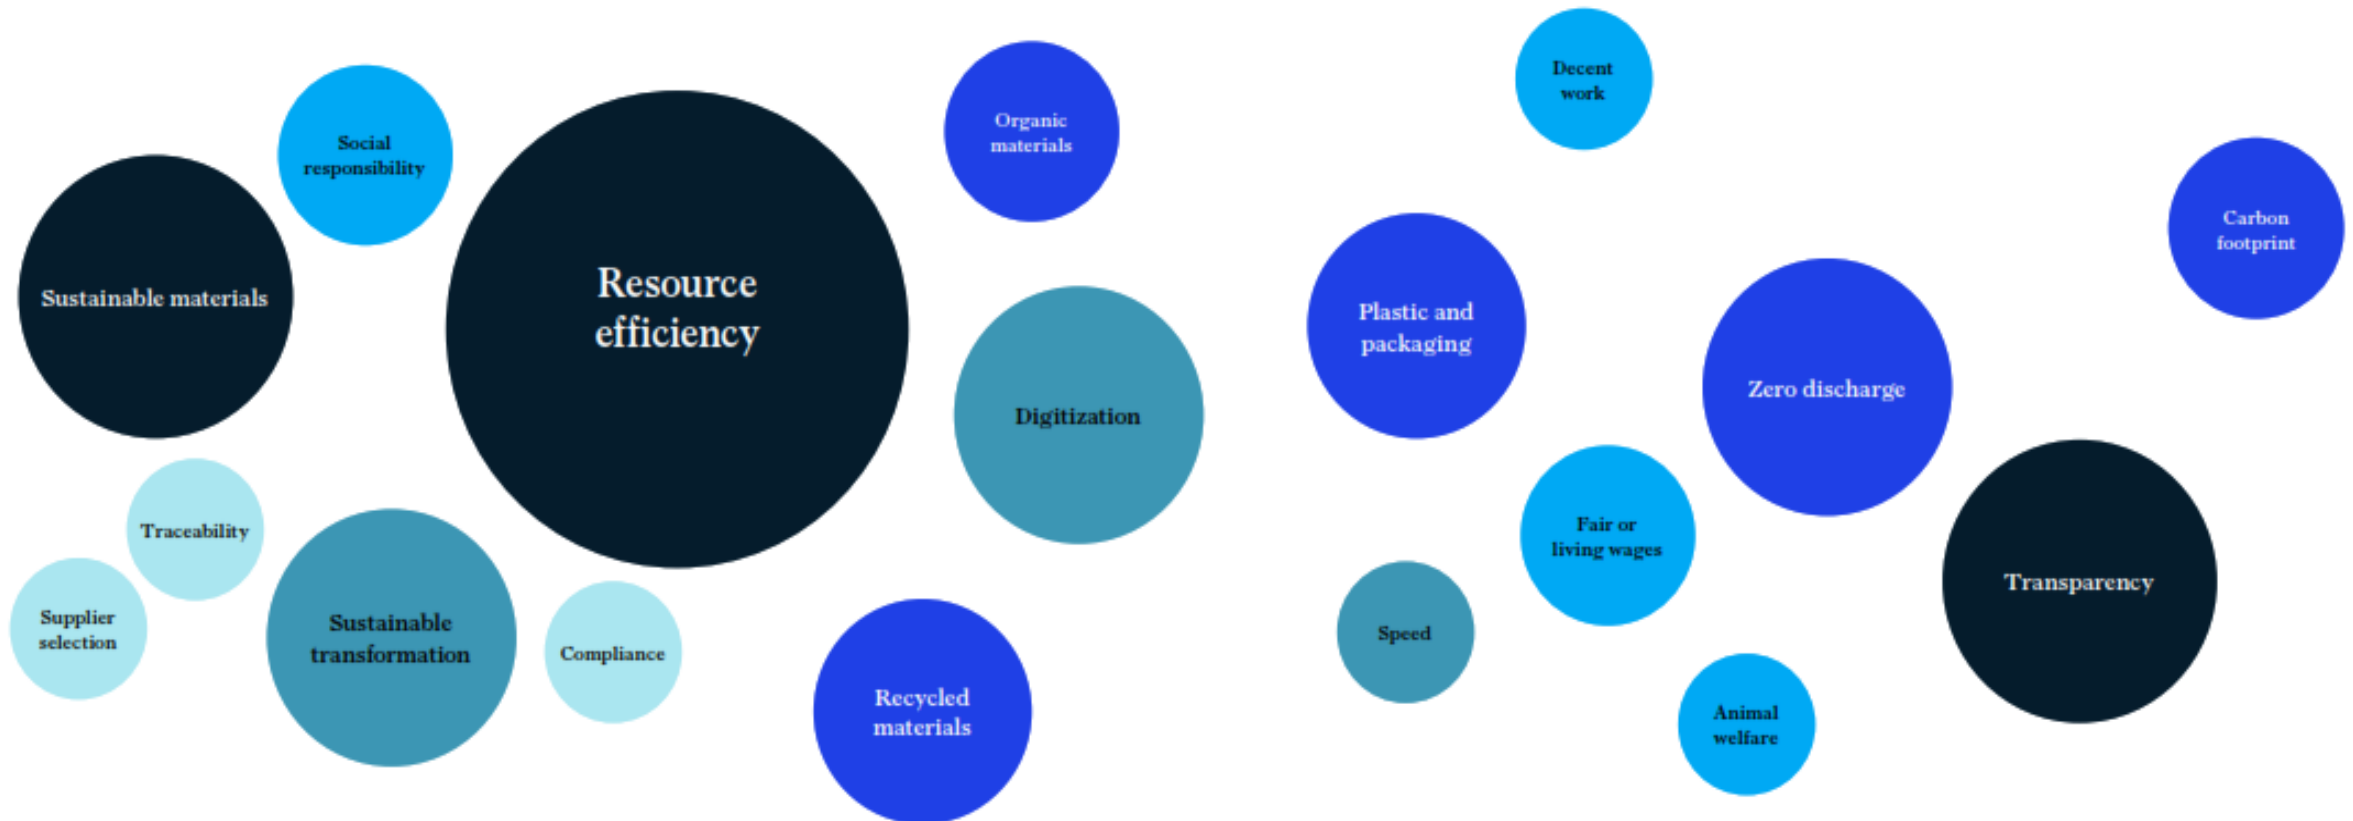 Social
responsibility
Sustainable materials
Resource
efficiency
Organic
materials
Digitization
Traceability
Supplier
selection
Sustainable
transformation
Compliance
Recycled
materials
Decent
work
Carbon
footprint
Plastic and
packaging
Zero discharge
Fair or
living wages
Transparency
Speed
Animal
welfare